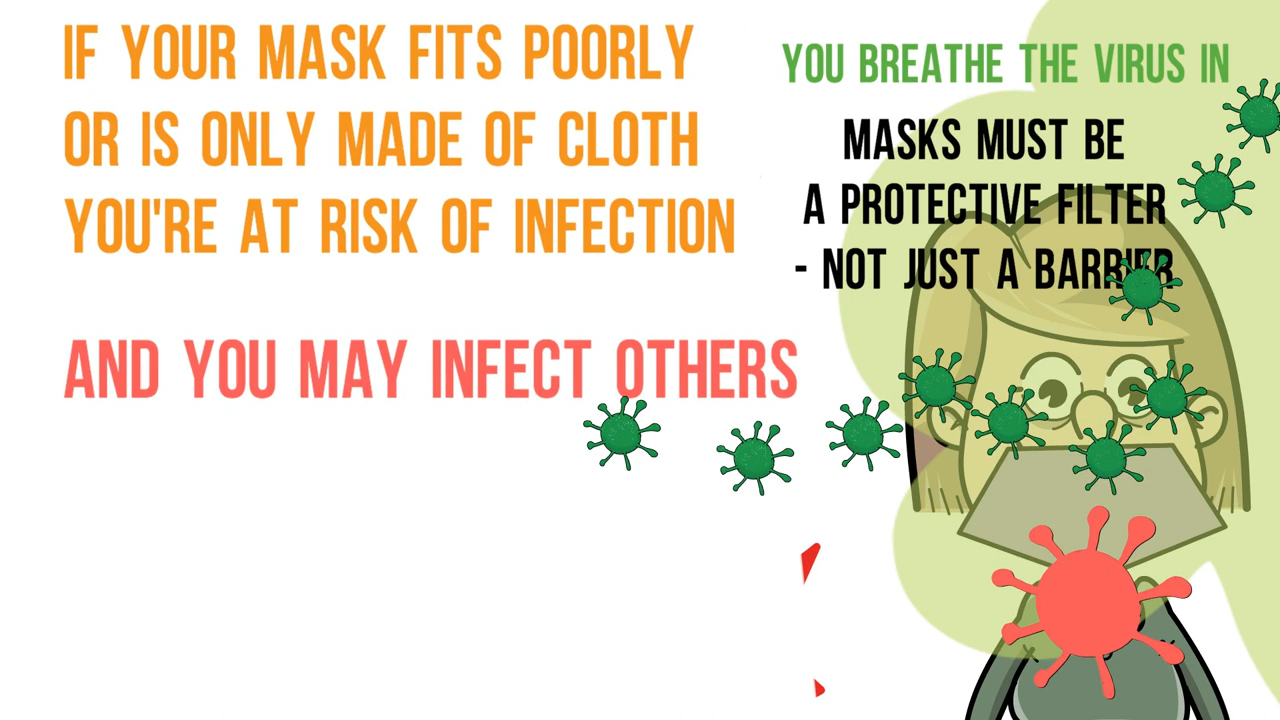 IF YOUR MASK FITS POORLY
OR IS ONLY MADE OF CLOTH
YOU'RE AT RISK OF INFECTION
AND YOU MAY INFECT OTHERS
YOU BREATHE THE VIRUS IN
MASKS MUST BE
A PROTECTIVE FILTER
- NOT JUST A BARRIER